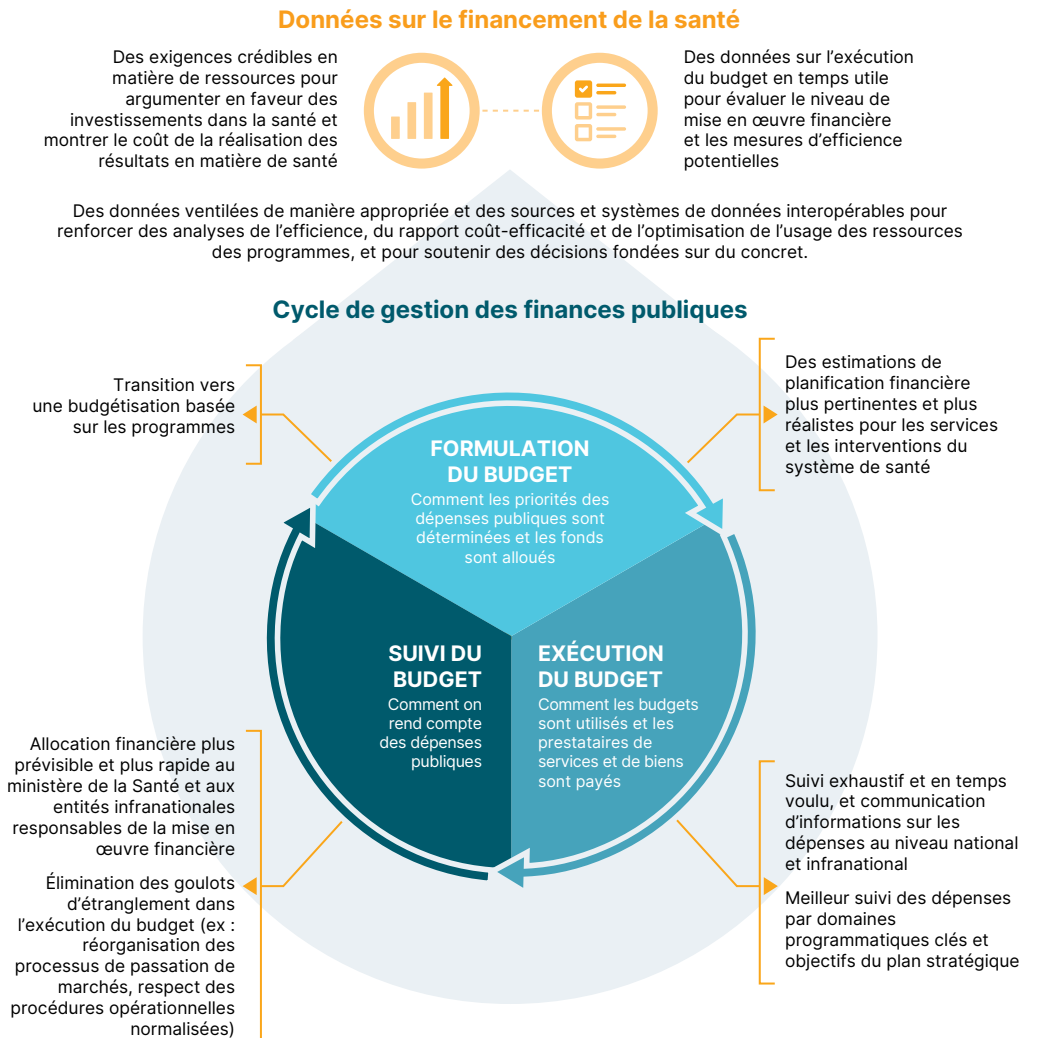 Données sur le financement de la santé
Des exigences crédibles en
matière de ressources pour
argumenter en faveur des
investissements dans la santé et
montrer le coût de la réalisation des
résultats en matière de santé
Des données sur l’exécution
du budget en temps utile
pour évaluer le niveau de
mise en œuvre financière
et les mesures d’efficience
potentielles
Des données ventilées de manière appropriée et des sources et systèmes de données interopérables pour
renforcer des analyses de l’efficience, du rapport coût-efficacité et de l’optimisation de l’usage des ressources
des programmes, et pour soutenir des décisions fondées sur du concret.
Cycle de gestion des finances publiques
Transition vers
une budgétisation basée
sur les programmes
Des estimations de
planification financière
plus pertinentes et plus
réalistes pour les services
et les interventions du
système de santé
FORMULATION
DU BUDGET
Comment les priorités des
dépenses publiques sont
déterminées et les fonds
sont alloués
SUIVI DU
BUDGET
Comment on
rend compte
des dépenses
publiques
EXÉCUTION
DU BUDGET
Comment les budgets
sont utilisés et les
prestataires de
services et de biens
sont payés
Allocation financière plus
prévisible et plus rapide au
ministère de la Santé et aux
entités infranationales
responsables de la mise en
œuvre financière
Élimination des goulots
d’étranglement dans
l’exécution du budget (ex :
réorganisation des
processus de passation de
marchés, respect des
procédures opérationnelles
normalisées)
Suivi exhaustif et en temps
voulu, et communication
d’informations sur les
dépenses au niveau national
et infranational
Meilleur suivi des dépenses
par domaines
programmatiques clés et
objectifs du plan stratégique